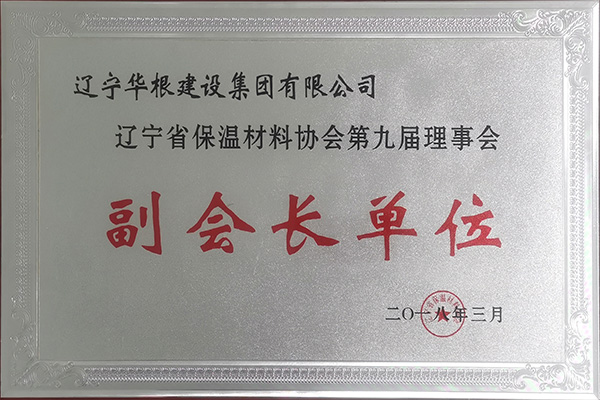 辽宁华根建设集团有限公司
辽宁省保温材料协会第九届理事会
副会长单位
二〇一八年三月